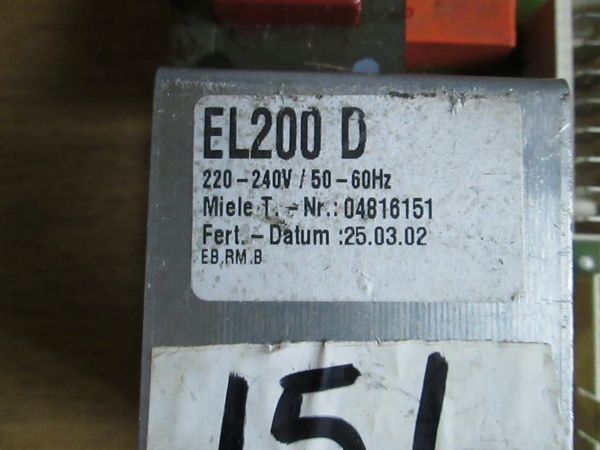 EL200 D
220-240V / 50-60Hz
Miele T. - Nr.: 04816151
Fert. - Datum :25.03.02
EB.RM.B
151